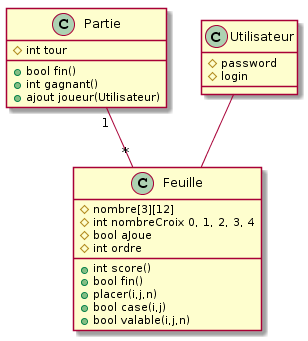 C Partie
int tour
bool fin()
int gagnant()
ajout joueur(Utilisateur)
C Utilisateur
password
login
1
*
C Feuille
nombre[3][12]
int nombreCroix 0, 1, 2, 3, 4
bool aJoue
int ordre
int score()
bool fin()
placer(i,j,n)
bool case(i,j)
bool valable(i,j,n)